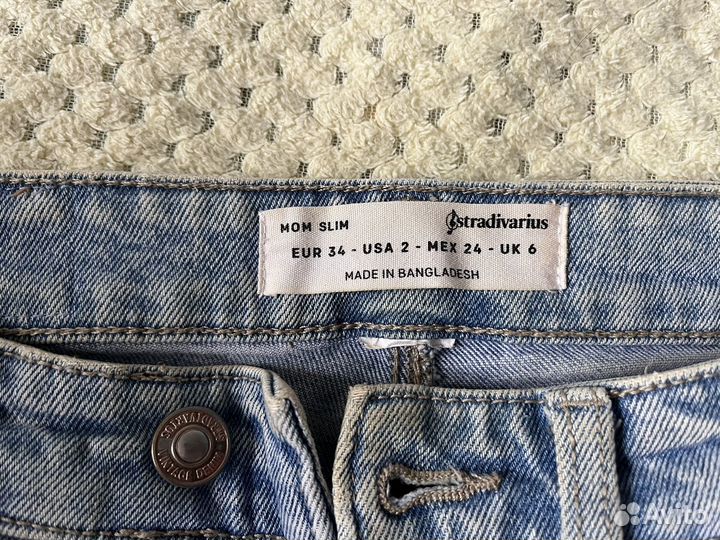 MOM SLIM
stradivarius
EUR 34 - USA 2 - MEX 24 - UK 6
MADE IN BANGLADESH
STRADIVARIUS
VINTAGE DENIM
Avito